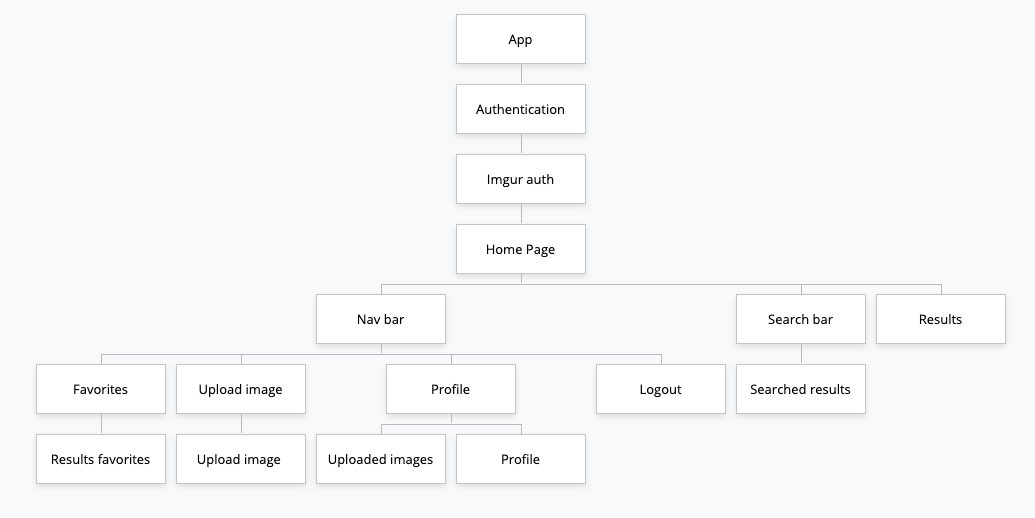 App
Authentication
Imgur auth
Home Page
Nav bar
Search bar
Results
Favorites
Upload image
Profile
Logout
Searched results
Results favorites
Upload image
Uploaded images
Profile